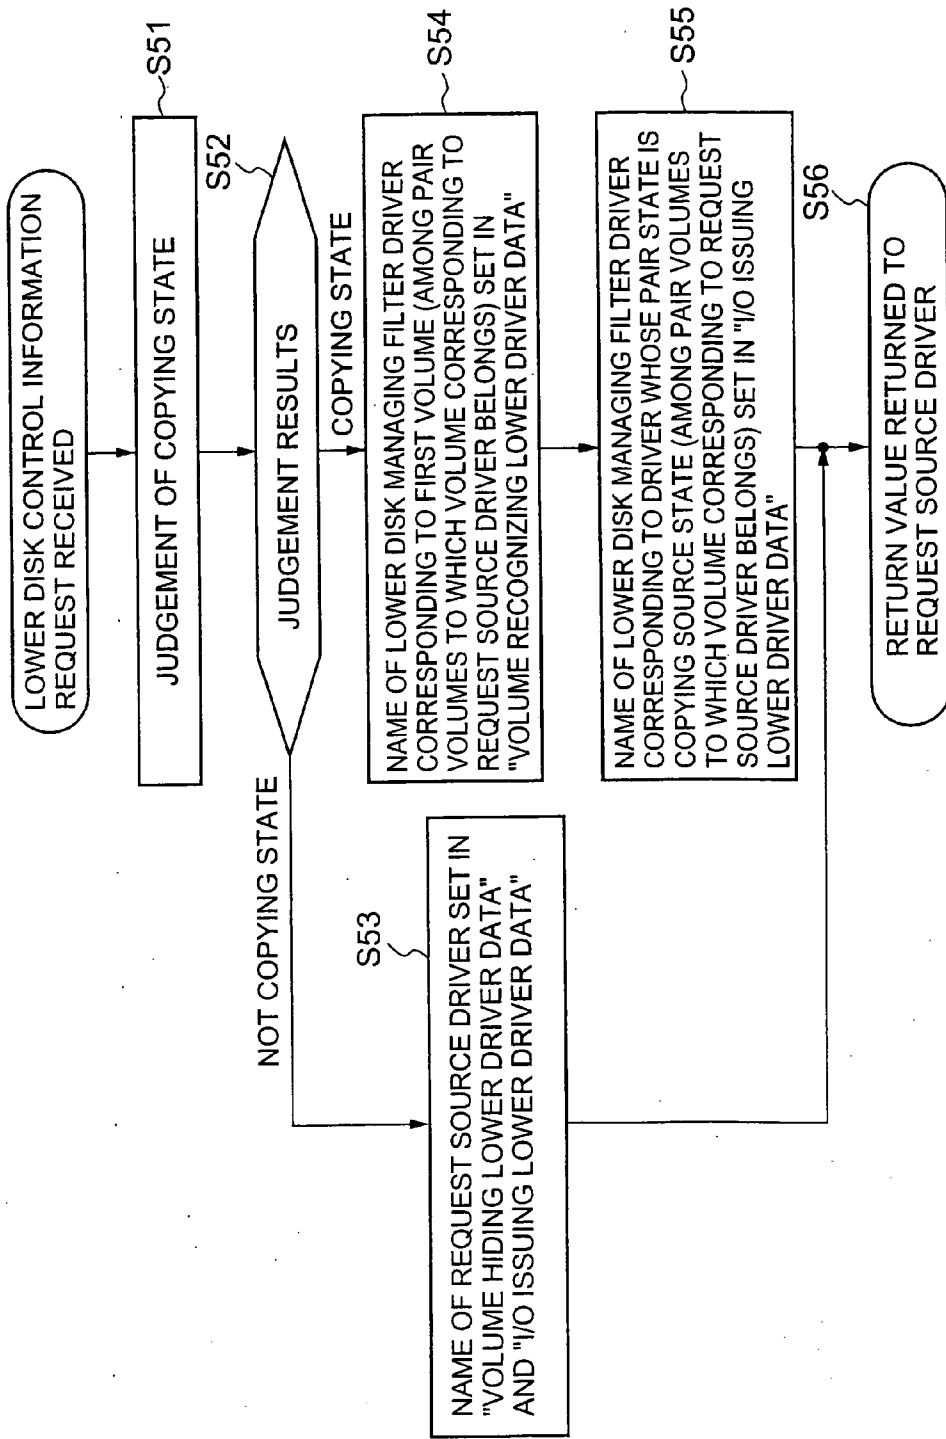 LOWER DISK CONTROL INFORMATION
REQUEST RECEIVED
S51
JUDGEMENT OF COPYING STATE
S52
JUDGEMENT RESULTS
NOT COPYING STATE
COPYING STATE
S53
NAME OF REQUEST SOURCE DRIVER SET IN
"VOLUME HIDING LOWER DRIVER DATA"
AND "I/O ISSUING LOWER DRIVER DATA"
S54
NAME OF LOWER DISK MANAGING FILTER DRIVER
CORRESPONDING TO FIRST VOLUME (AMONG PAIR
VOLUMES TO WHICH VOLUME CORRESPONDING TO
REQUEST SOURCE DRIVER BELONGS) SET IN
"VOLUME RECOGNIZING LOWER DRIVER DATA"
S55
NAME OF LOWER DISK MANAGING FILTER DRIVER
CORRESPONDING TO DRIVER WHOSE PAIR STATE IS
COPYING SOURCE STATE (AMONG PAIR VOLUMES
TO WHICH VOLUME CORRESPONDING TO REQUEST
SOURCE DRIVER BELONGS) SET IN "I/O ISSUING
LOWER DRIVER DATA"
S56
RETURN VALUE RETURNED TO
REQUEST SOURCE DRIVER